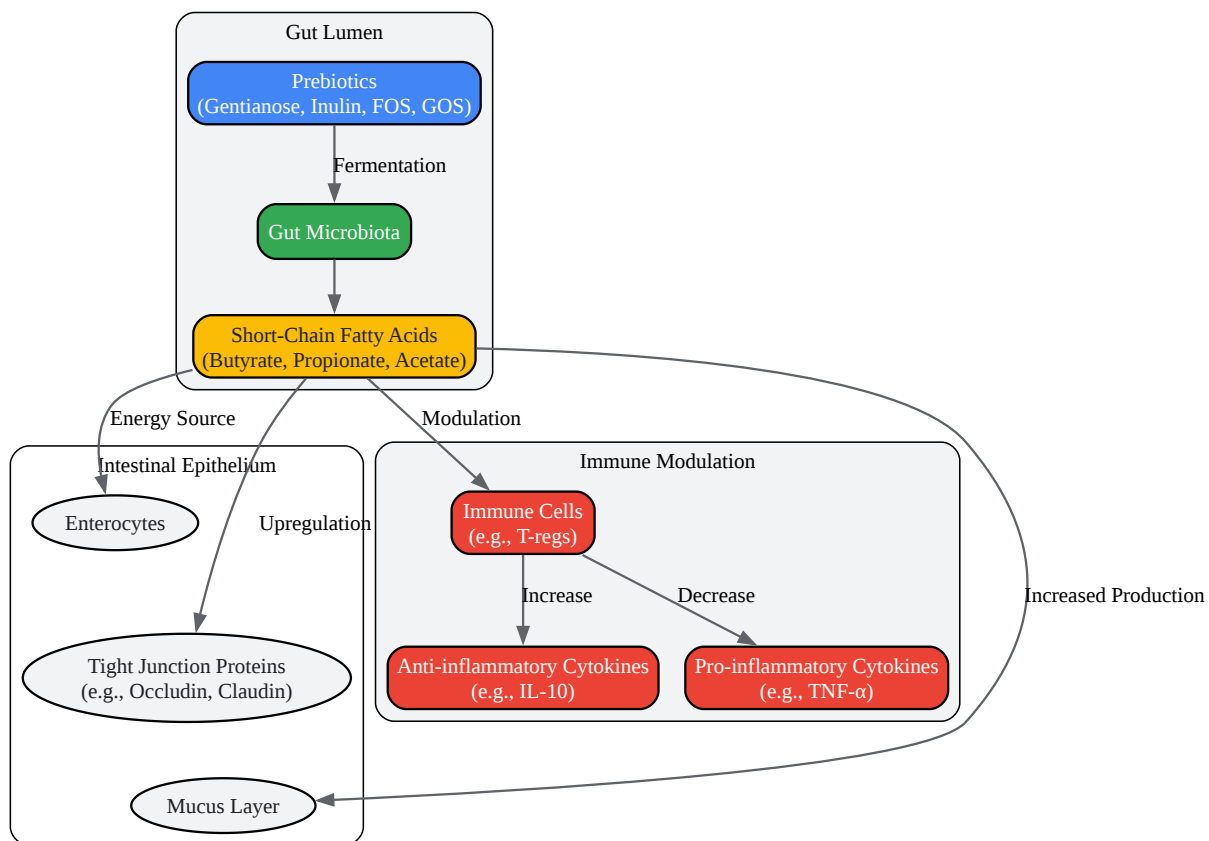 Gut Lumen
Prebiotics
(Gentianose, Inulin, FOS, GOS)
Fermentation
Gut Microbiota
Short-Chain Fatty Acids
(Butyrate, Propionate, Acetate)
Energy Source
Modulation
Intestinal Epithelium
Immune Modulation
Enterocytes
Upregulation
Immune Cells
(e.g., T-regs)
Increase
Decrease
Increased Production
Tight Junction Proteins
(e.g., Occludin, Claudin)
Anti-inflammatory Cytokines
(e.g., IL-10)
Pro-inflammatory Cytokines
(e.g., TNF-α)
Mucus Layer